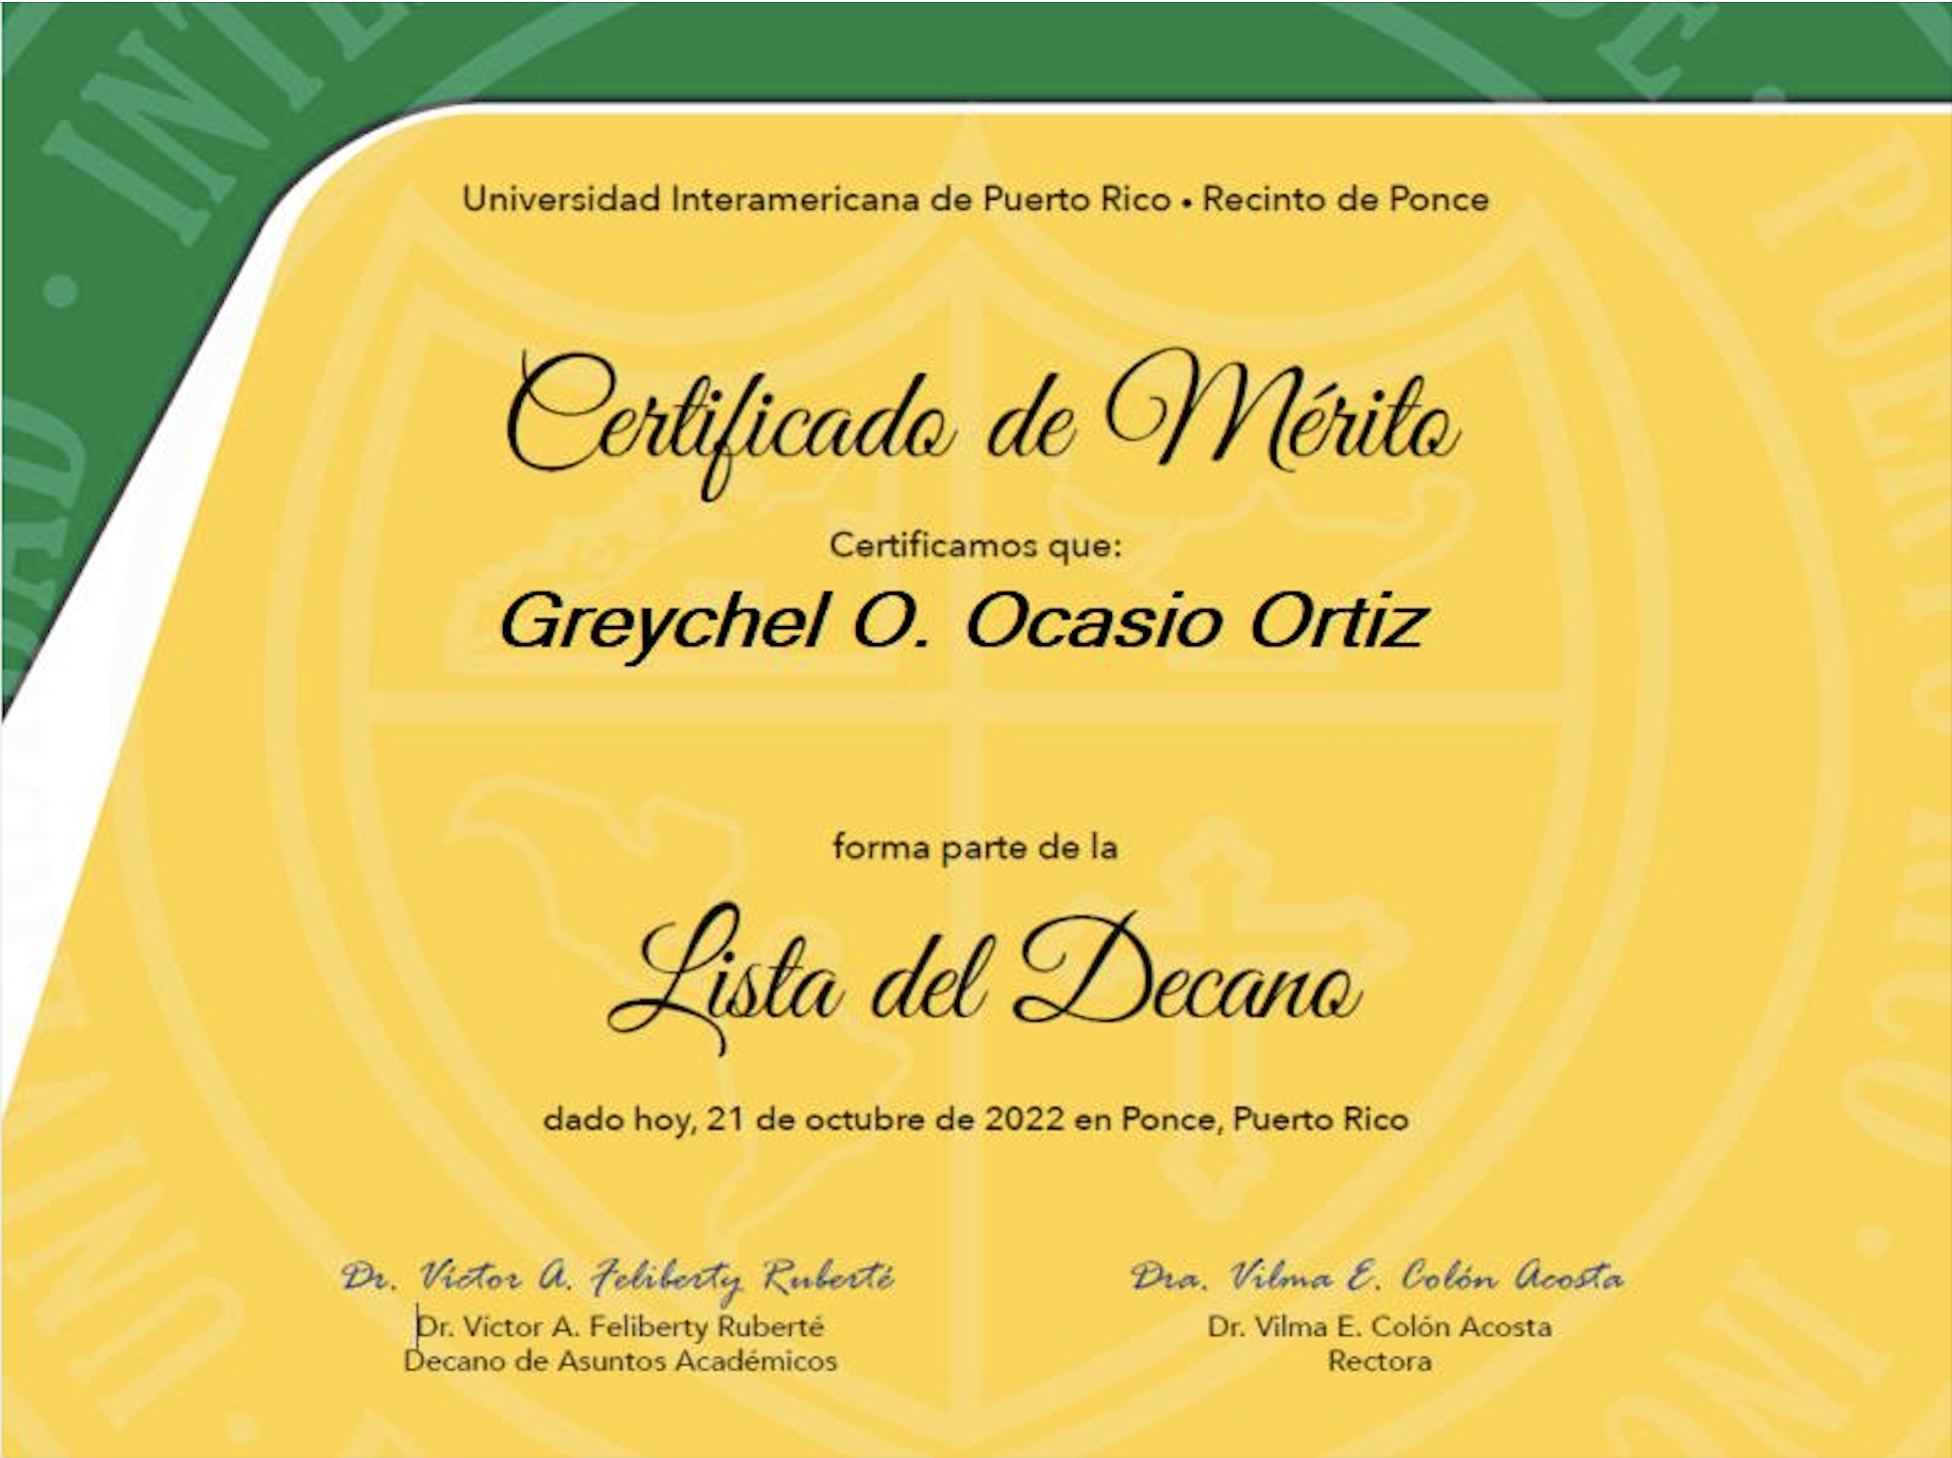 Universidad Interamericana de Puerto Rico • Recinto de Ponce
Certificado de Mérito
Certificamos que:
Greychel O. Ocasio Ortiz
forma parte de la
Lista del Decano
dado hoy, 21 de octubre de 2022 en Ponce, Puerto Rico
Dr. Víctor A. Feliberty Ruberté
Dra. Vilma E. Colón Acosta
Dr. Víctor A. Feliberty Ruberté
Dr. Vilma E. Colón Acosta
Decano de Asuntos Académicos
Rectora